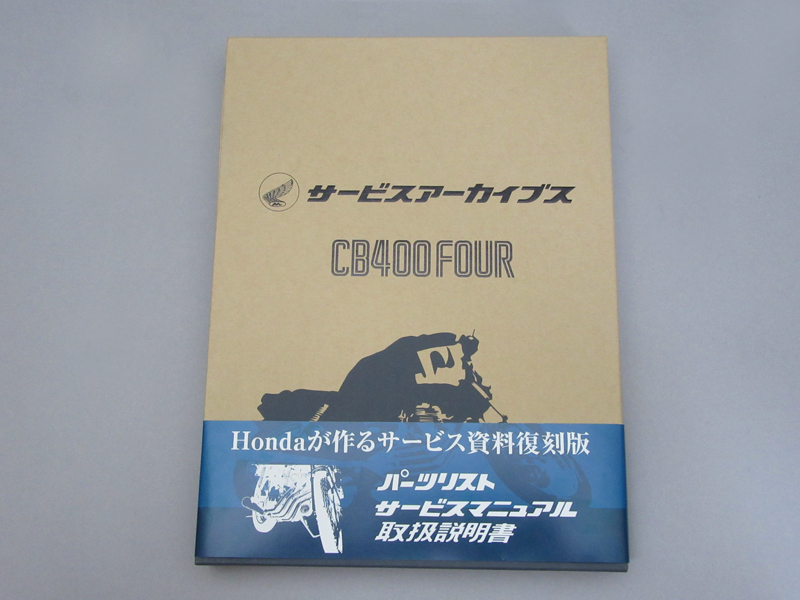 サービスアーカイブス
CB400FOUR
Hondaが作るサービス資料復刻版
パーツリスト
サービスマニュアル
取扱説明書